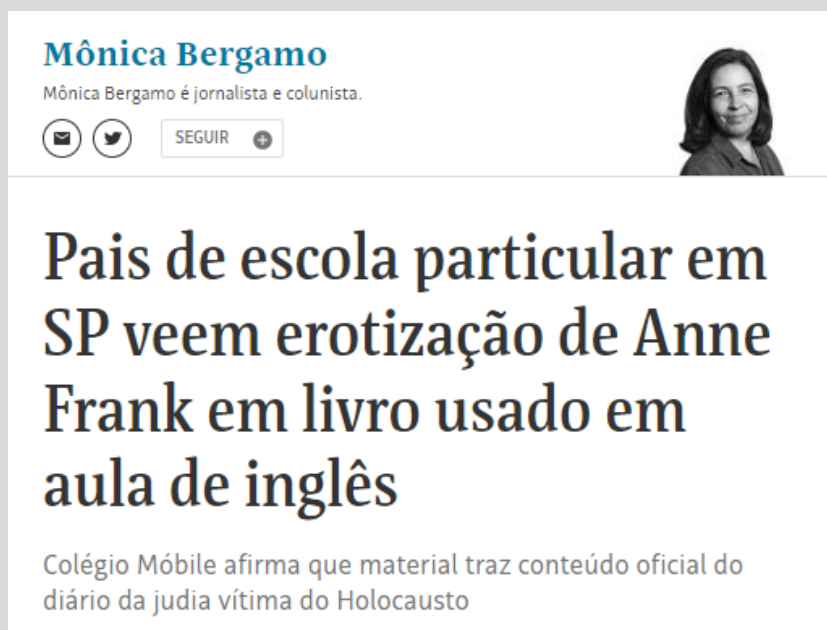 Mônica Bergamo
Mônica Bergamo é jornalista e colunista.
SEGUIR
Pais de escola particular em
SP veem erotização de Anne
Frank em livro usado em
aula de inglês
Colégio Móbile afirma que material traz conteúdo oficial do
diário da judia vítima do Holocausto